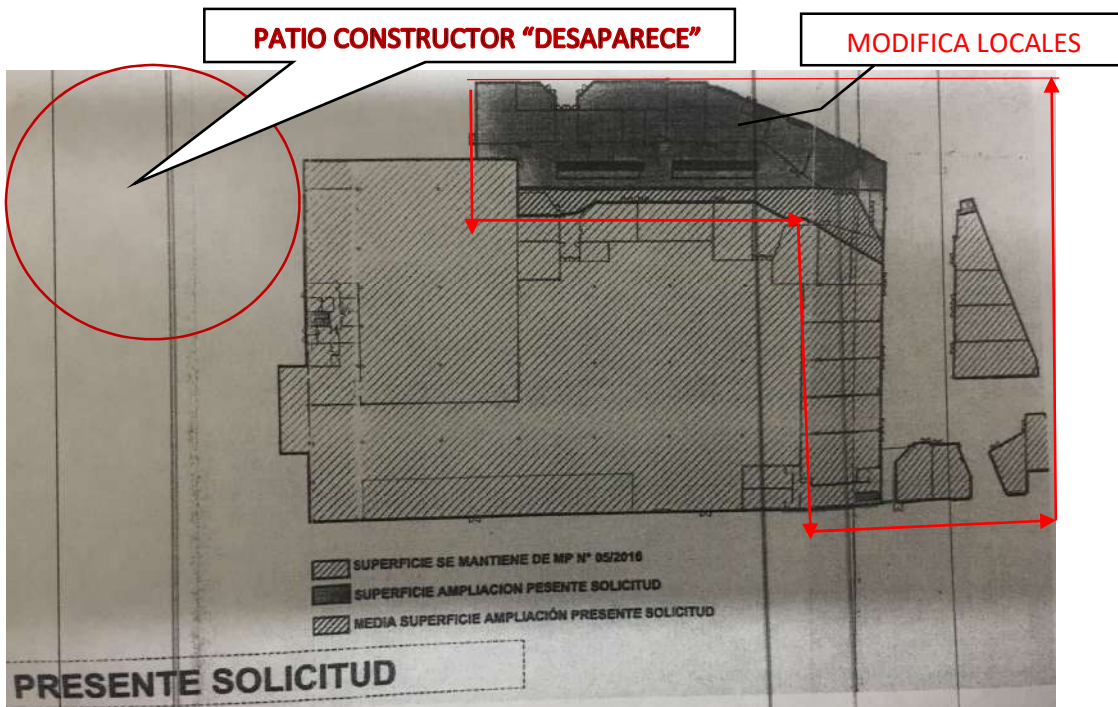 PATIO CONSTRUCTOR “DESAPARECE”
MODIFICA LOCALES
SUPERFICIE SE MANTIENE DE MP N° 05/2016
SUPERFICIE AMPLIACION PESENTE SOLICITUD
MEDIA SUPERFICIE AMPLIACIÓN PRESENTE SOLICITUD
PRESENTE SOLICITUD